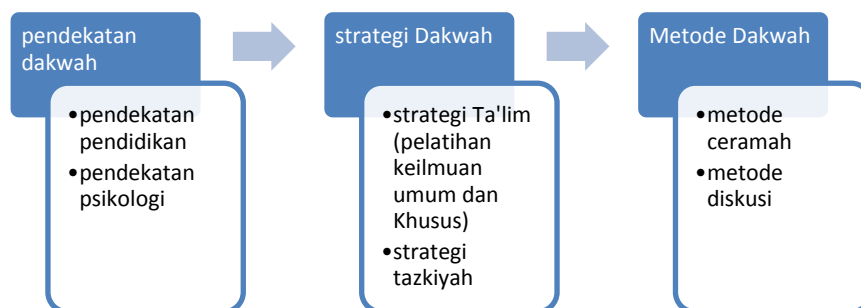 pendekatan
dakwah
•pendekatan
pendidikan
•pendekatan
psikologi
strategi Dakwah
•strategi Ta'lim
(pelatihan
keilmuan
umum dan
Khusus)
•strategi
tazkiyah
Metode Dakwah
•metode
ceramah
•metode
diskusi